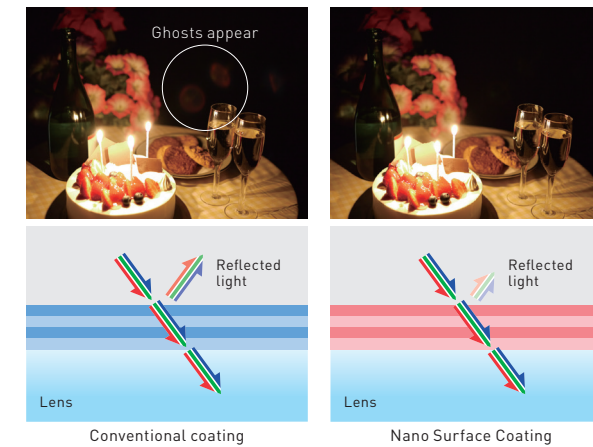 Ghosts appear
Reflected
light
Reflected
light
Lens
Lens
Conventional coating
Nano Surface Coating